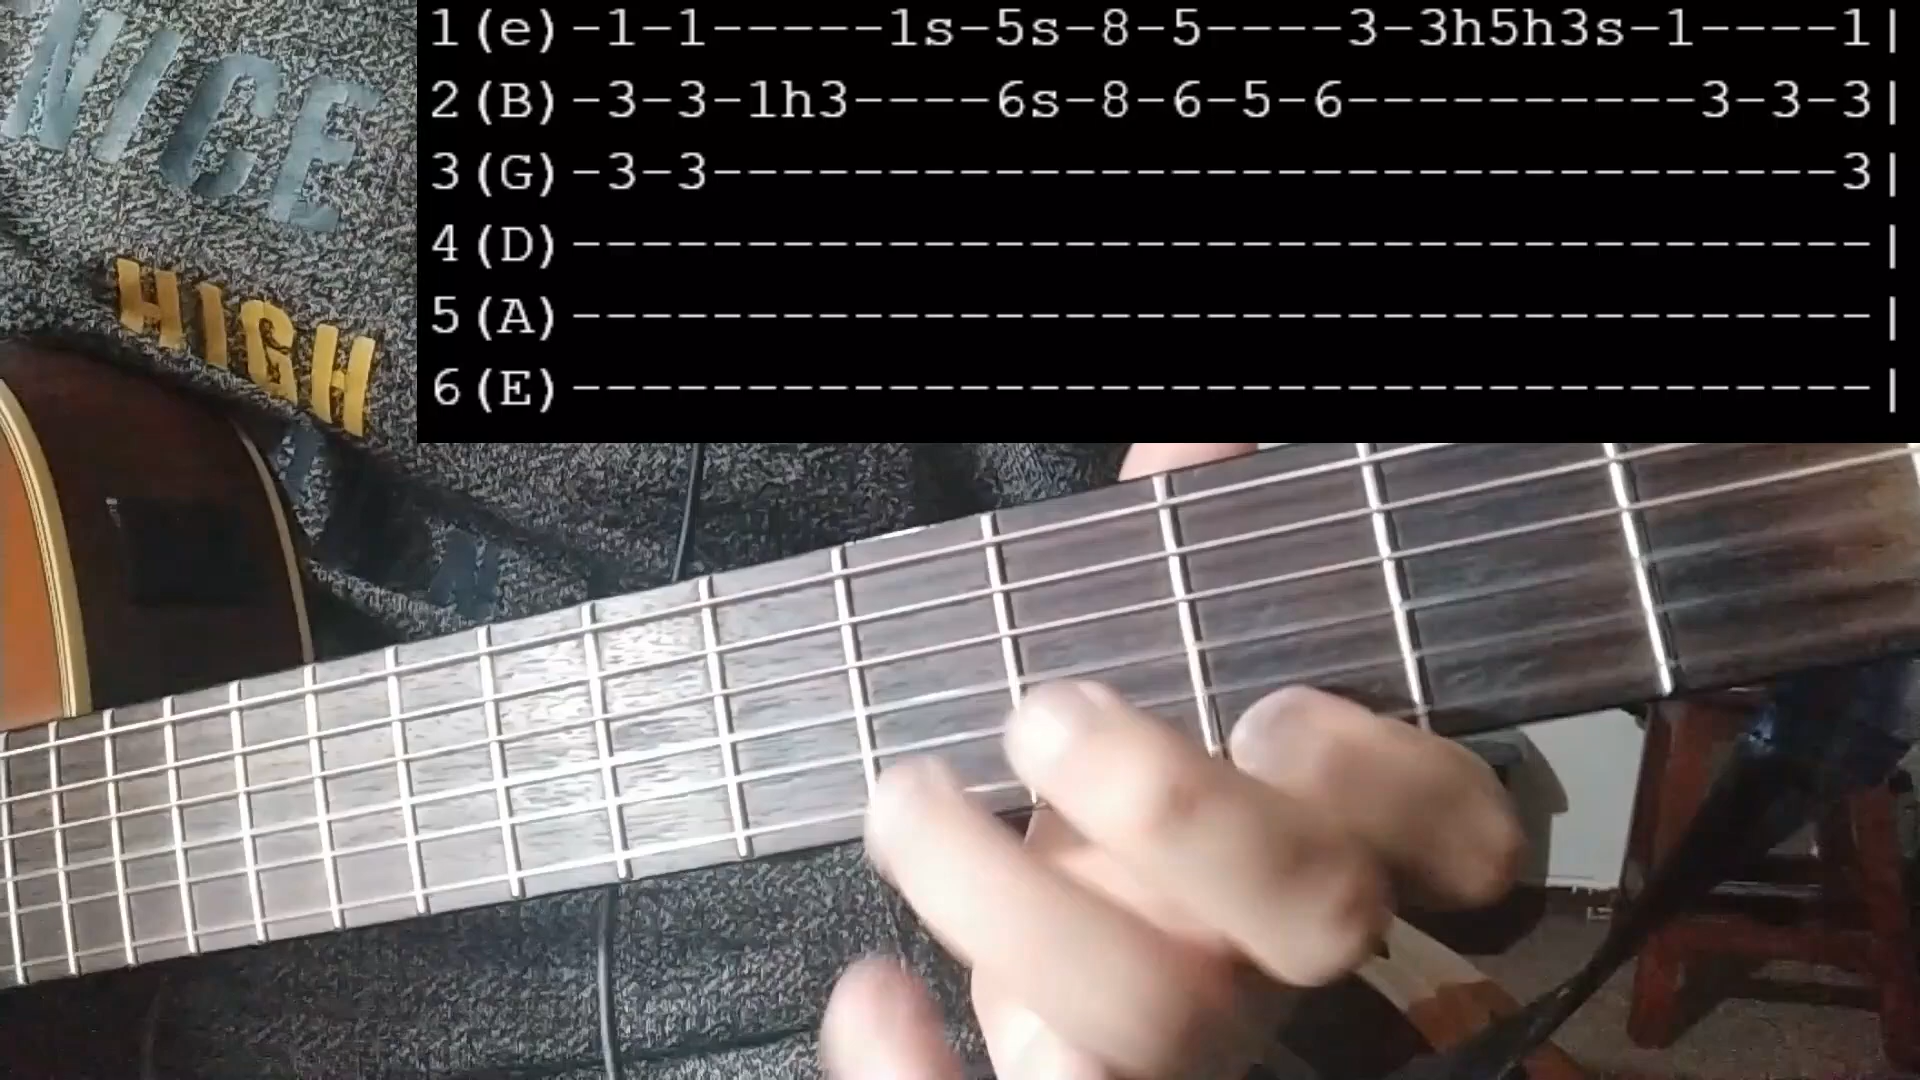 NICE
HIGH
1(e)-1-1-----1s-5s-8-5----3-3h5h3s-1----1|
2(B)-3-3-1h3----6s-8-6-5-6----------3-3-3|
3(G)-3-3--------------------------------3|
4(D)-------------------------------------|
5(A)-------------------------------------|
6(E)-------------------------------------|